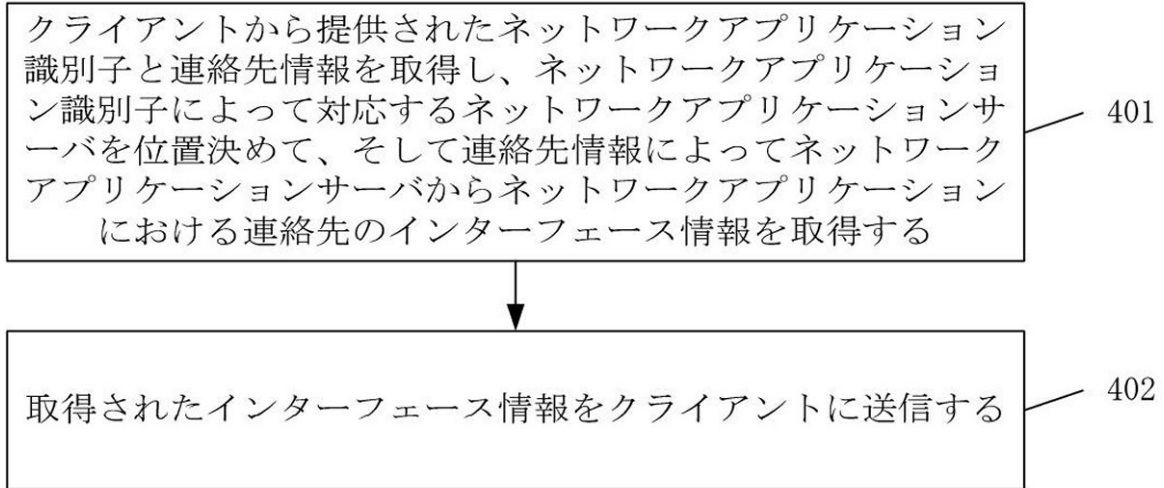 クライアントから提供されたネットワークアプリケーション
識別子と連絡先情報を取得し、ネットワークアプリケーショ
ン識別子によって対応するネットワークアプリケーションサ
ーバを位置決めて、そして連絡先情報によってネットワーク
アプリケーションサーバからネットワークアプリケーション
における連絡先のインターフェース情報を取得する
401
取得されたインターフェース情報をクライアントに送信する
402